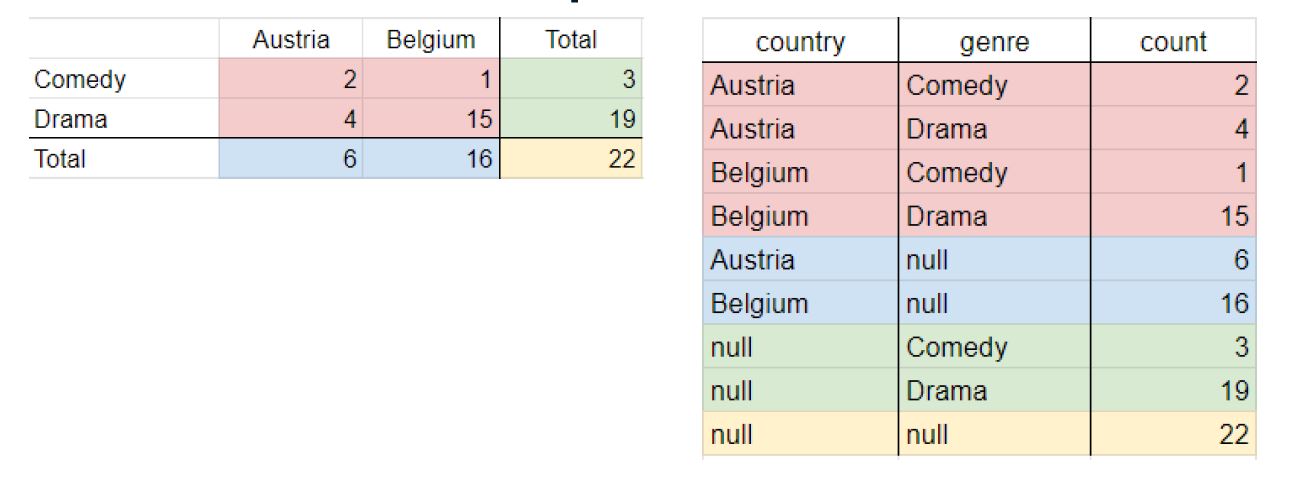 Austria Belgium Total
Comedy 2 1 3
Drama 4 15 19
Total 6 16 22
country genre count
Austria Comedy 2
Austria Drama 4
Belgium Comedy 1
Belgium Drama 15
Austria null 6
Belgium null 16
null Comedy 3
null Drama 19
null null 22